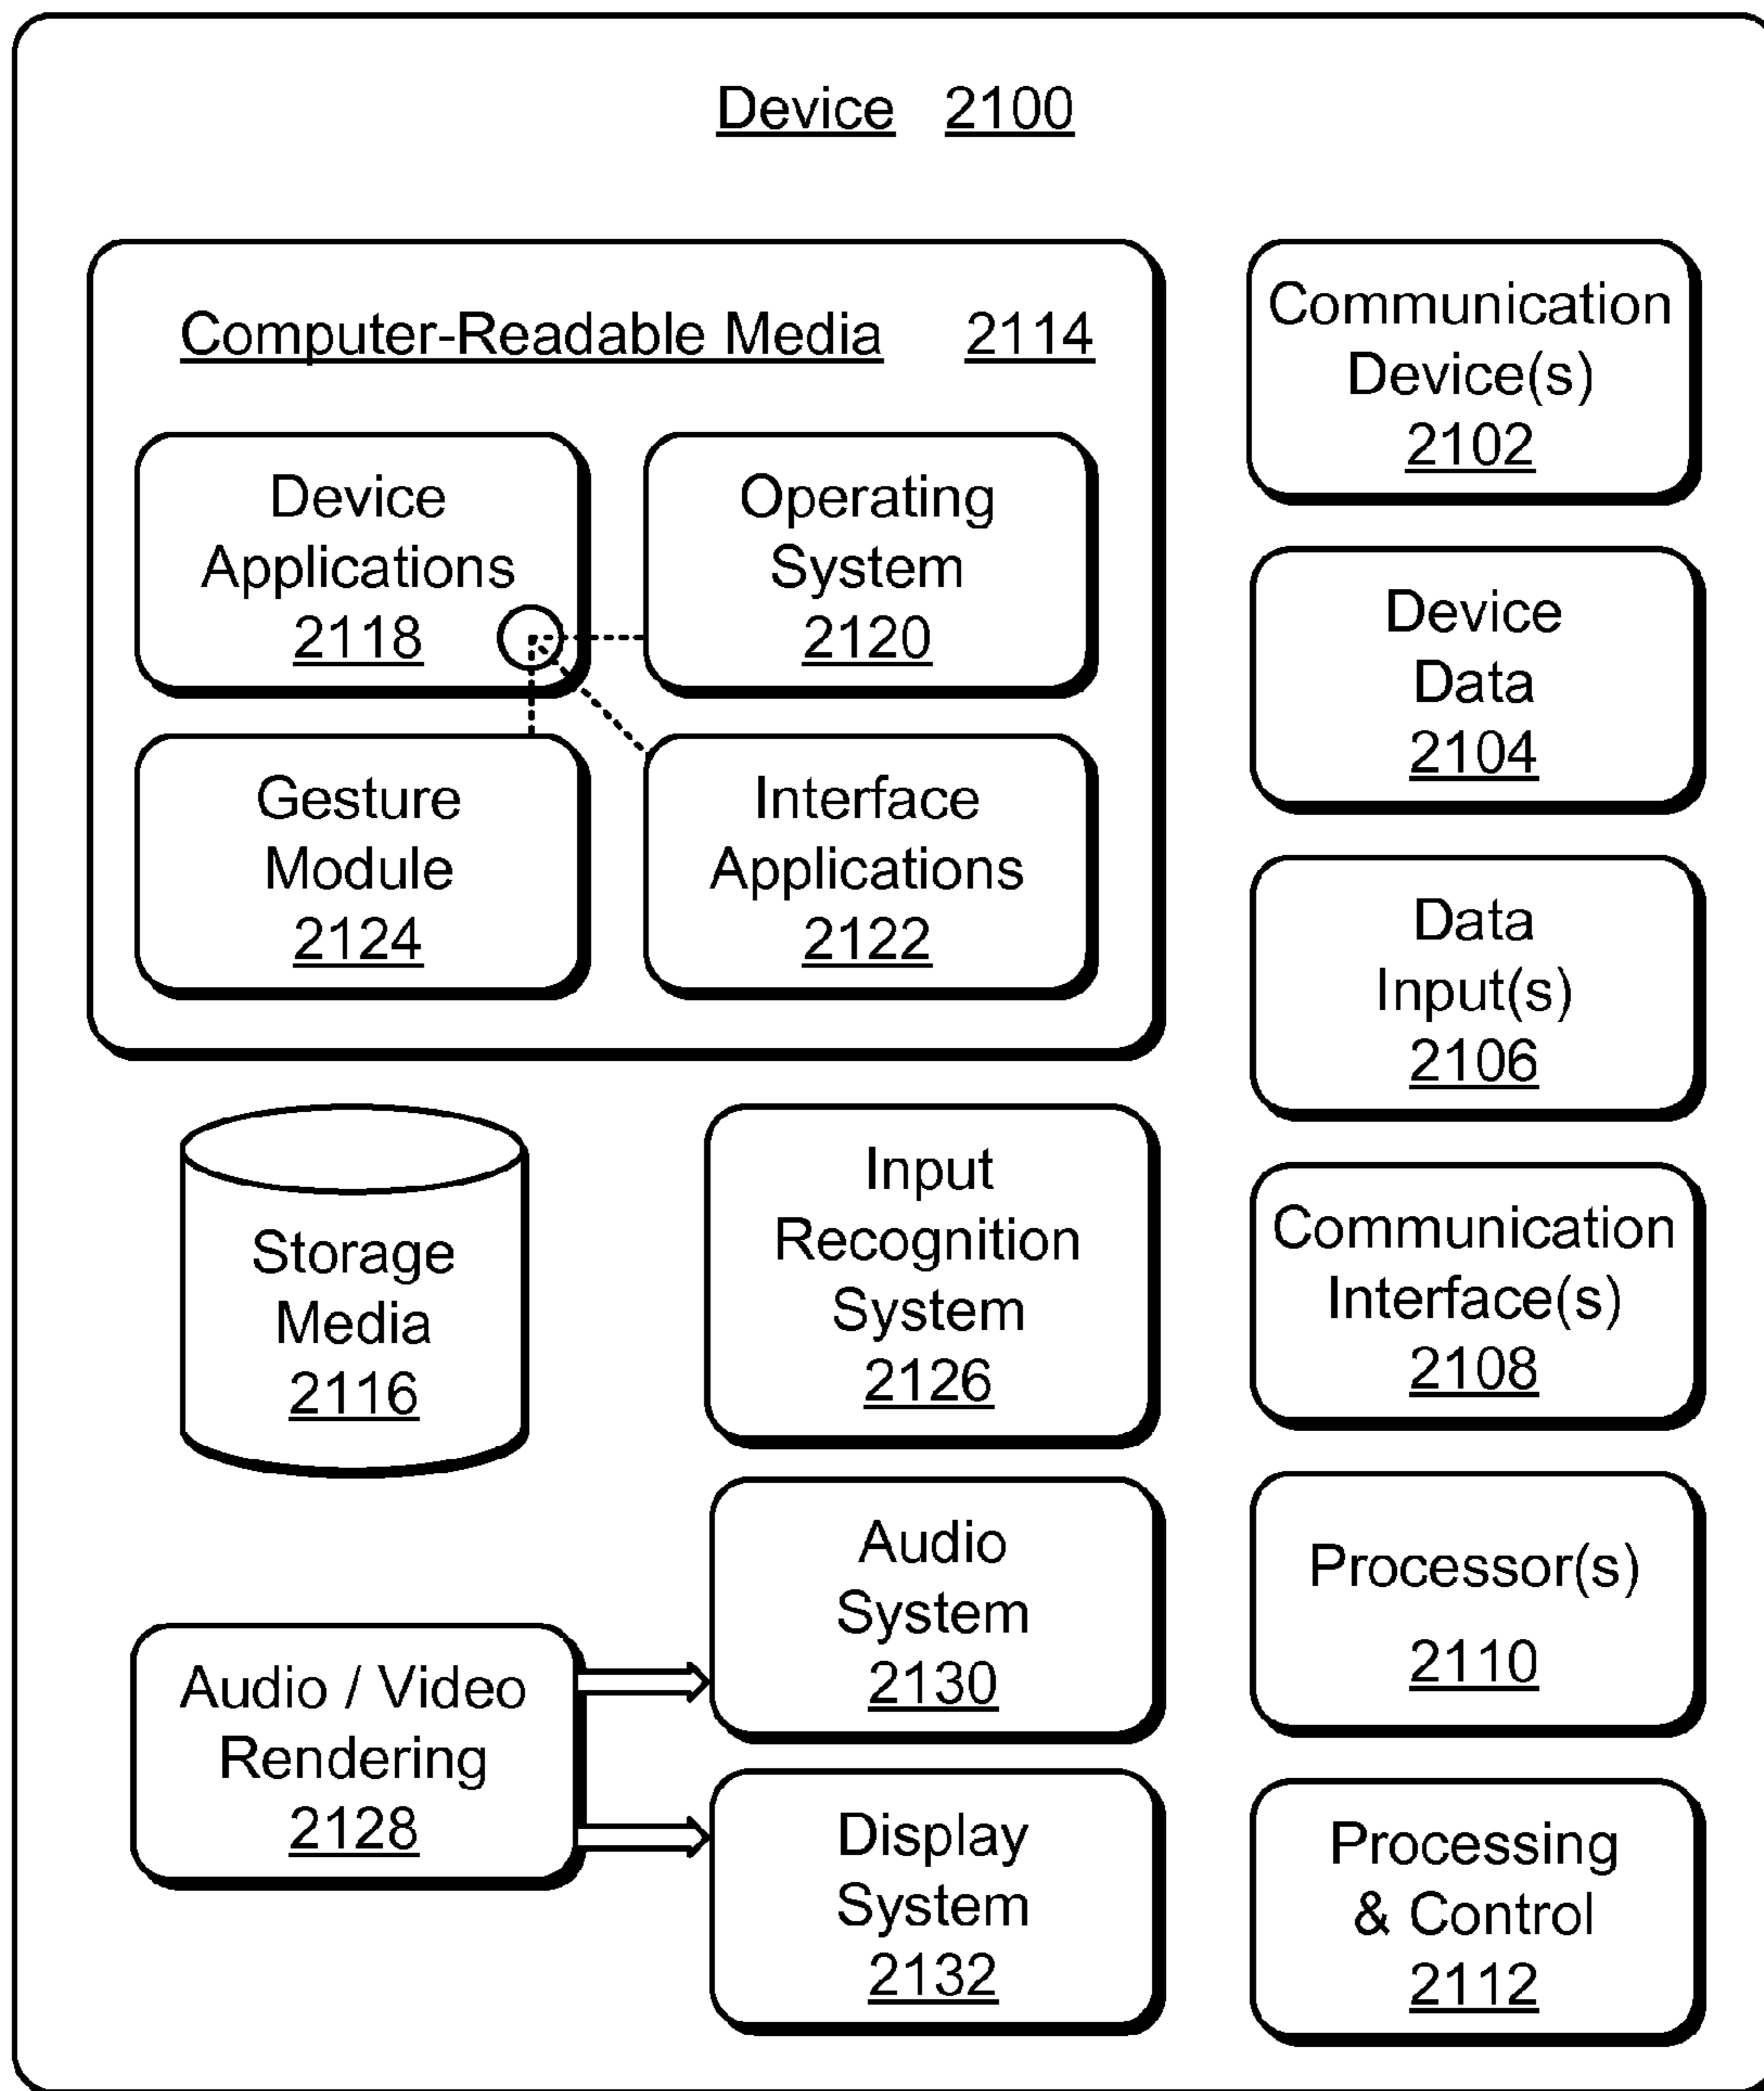 Device 2100
Computer-Readable Media 2114
Device
Applications
2118
Operating
System
2120
Gesture
Module
2124
Interface
Applications
2122
Storage
Media
2116
Input
Recognition
System
2126
Audio / Video
Rendering
2128
Audio
System
2130
Display
System
2132
Communication
Device(s)
2102
Device
Data
2104
Data
Input(s)
2106
Communication
Interface(s)
2108
Processor(s)
2110
Processing
& Control
2112